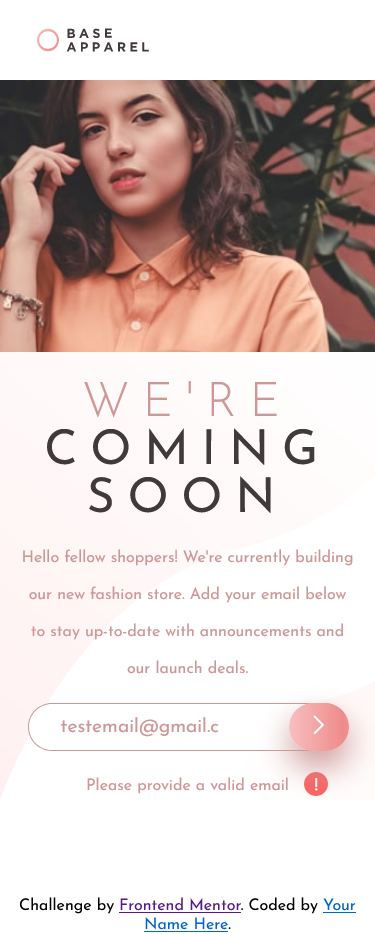 BASE
APPAREL
WE'RE
COMING
SOON
Hello fellow shoppers! We're currently building
our new fashion store. Add your email below
to stay up-to-date with announcements and
our launch deals.
testemail@gmail.c
Please provide a valid email
!
Challenge by Frontend Mentor. Coded by Your
Name Here.